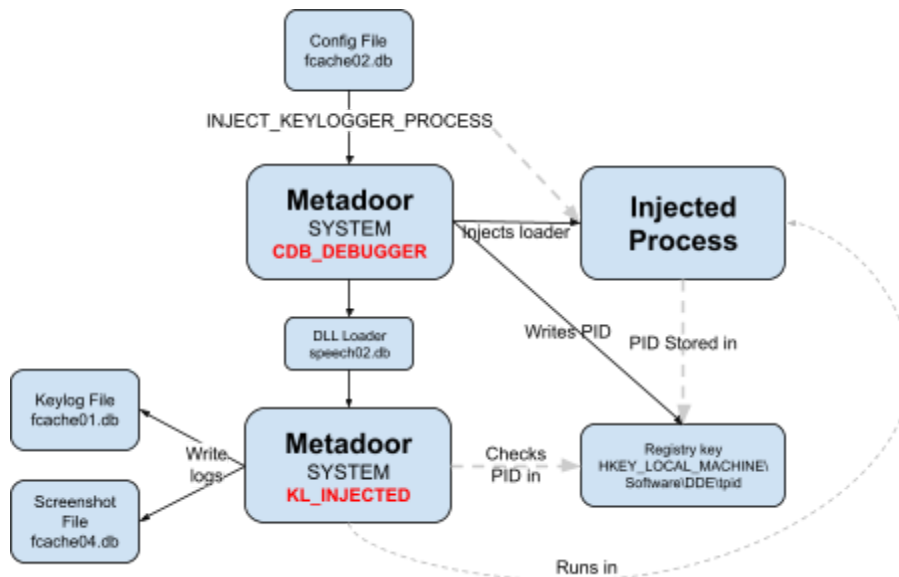 Config File
fcache02.db
INJECT_KEYLOGGER_PROCESS
Metadoor
SYSTEM
CDB_DEBUGGER
Injects loader
Injected
Process
DLL Loader
speech02.db
Writes PID
PID Stored in
Keylog File
fcache01.db
Write
logs
Metadoor
SYSTEM
KL_INJECTED
Checks
PID in
Registry key
HKEY_LOCAL_MACHINE\
Software\DDE\tpid
Screenshot
File
fcache04.db
Runs in